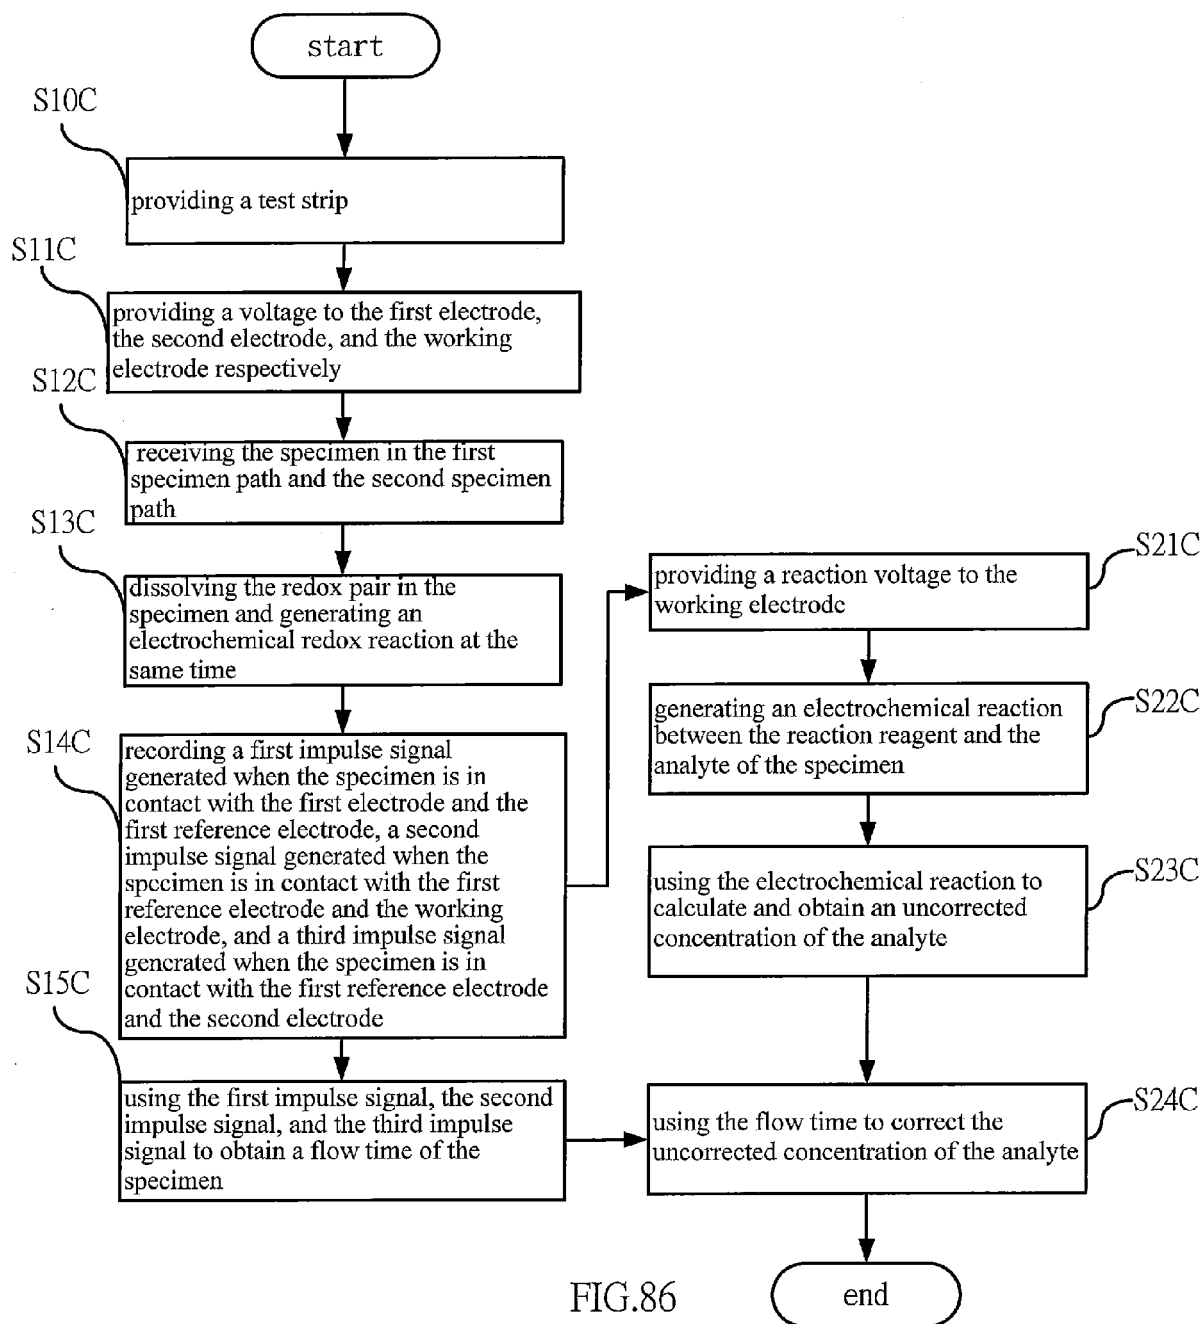 start
S10C
providing a test strip
S11C
providing a voltage to the first electrode,
the second electrode, and the working
electrode respectively
S12C
receiving the specimen in the first
specimen path and the second specimen
path
S13C
dissolving the redox pair in the
specimen and generating an
electrochemical redox reaction at the
same time
S14C
recording a first impulse signal
generated when the specimen is in
contact with the first electrode and the
first reference electrode, a second
impulse signal generated when the
specimen is in contact with the first
reference electrode and the working
electrode, and a third impulse signal
generated when the specimen is in
contact with the first reference electrode
and the second electrode
S15C
using the first impulse signal, the second
impulse signal, and the third impulse
signal to obtain a flow time of the
specimen
S21C
providing a reaction voltage to the
working electrode
S22C
generating an electrochemical reaction
between the reaction reagent and the
analyte of the specimen
S23C
using the electrochemical reaction to
calculate and obtain an uncorrected
concentration of the analyte
S24C
using the flow time to correct the
uncorrected concentration of the analyte
end
FIG.86